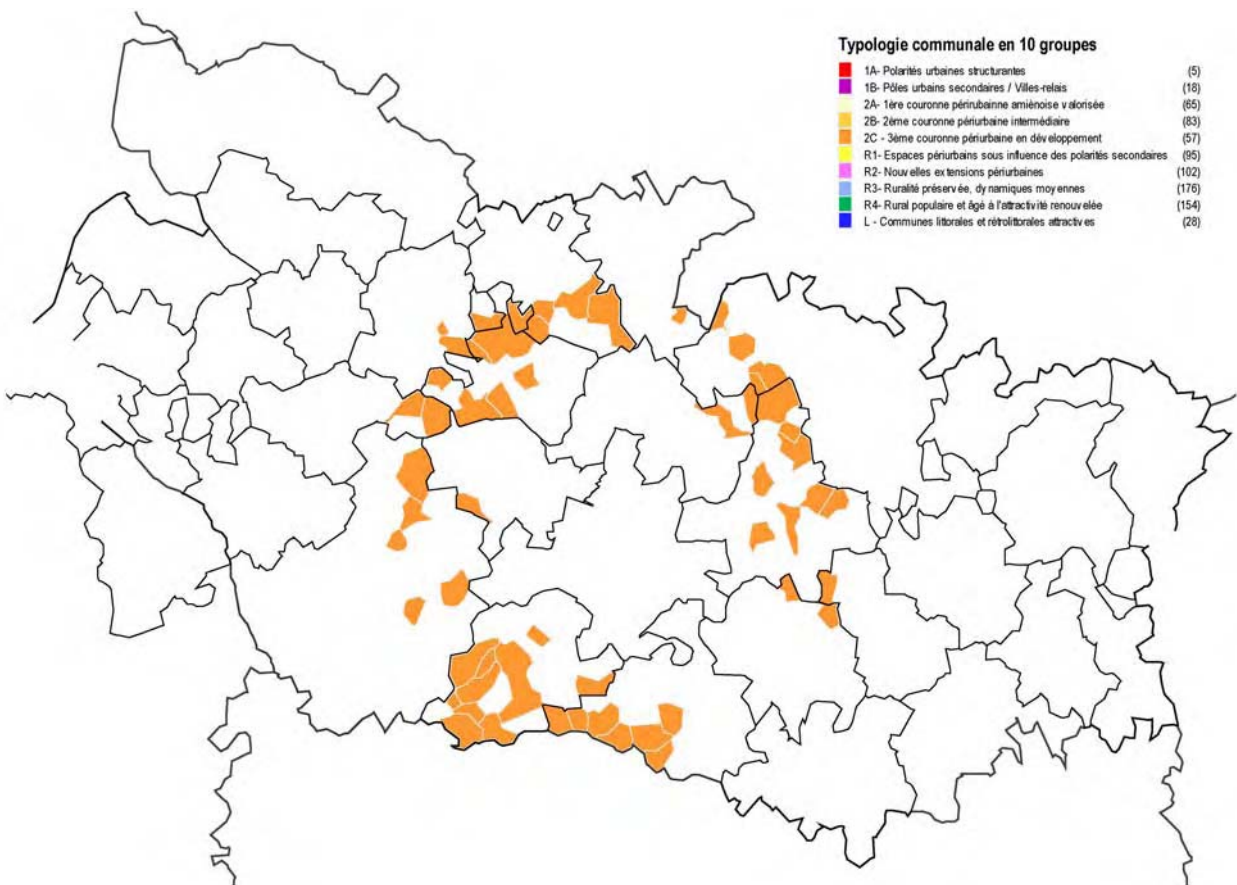 Typologie communale en 10 groupes
1A- Polarités urbaines structurantes (5)
1B- Pôles urbains secondaires / Villes-relais (18)
2A- 1ère couronne périrubainne amiènoise valorisée (65)
2B- 2ème couronne périurbaine intermédiaire (83)
2C - 3ème couronne périurbaine en développement (57)
R1- Espaces périurbains sous influence des polarités secondaires (95)
R2- Nouvelles extensions périurbaines (102)
R3- Ruralité préservée, dynamiques moyennes (176)
R4- Rural populaire et âgé à l'attractivité renouvelée (154)
L - Communes littorales et rétrolittorales attractives (28)